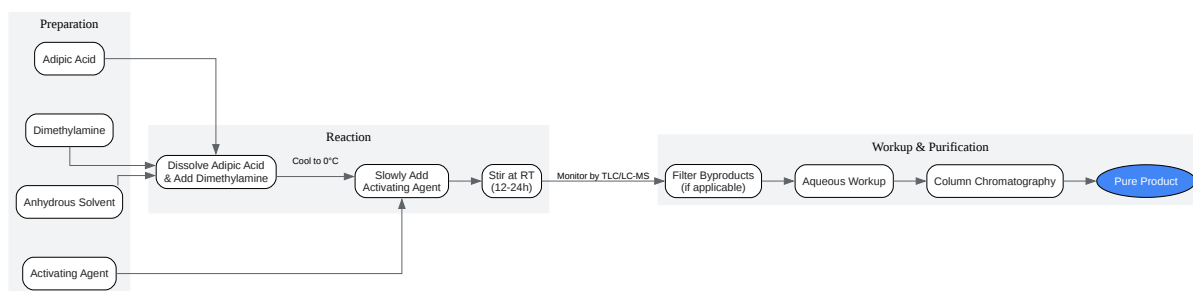 Preparation
Adipic Acid
Dimethylamine
Anhydrous Solvent
Activating Agent
Reaction
Dissolve Adipic Acid
& Add Dimethylamine
Cool to 0°C
Slowly Add
Activating Agent
Stir at RT
(12-24h)
Monitor by TLC/LC-MS
Workup & Purification
Filter Byproducts
(if applicable)
Aqueous Workup
Column Chromatography
Pure Product